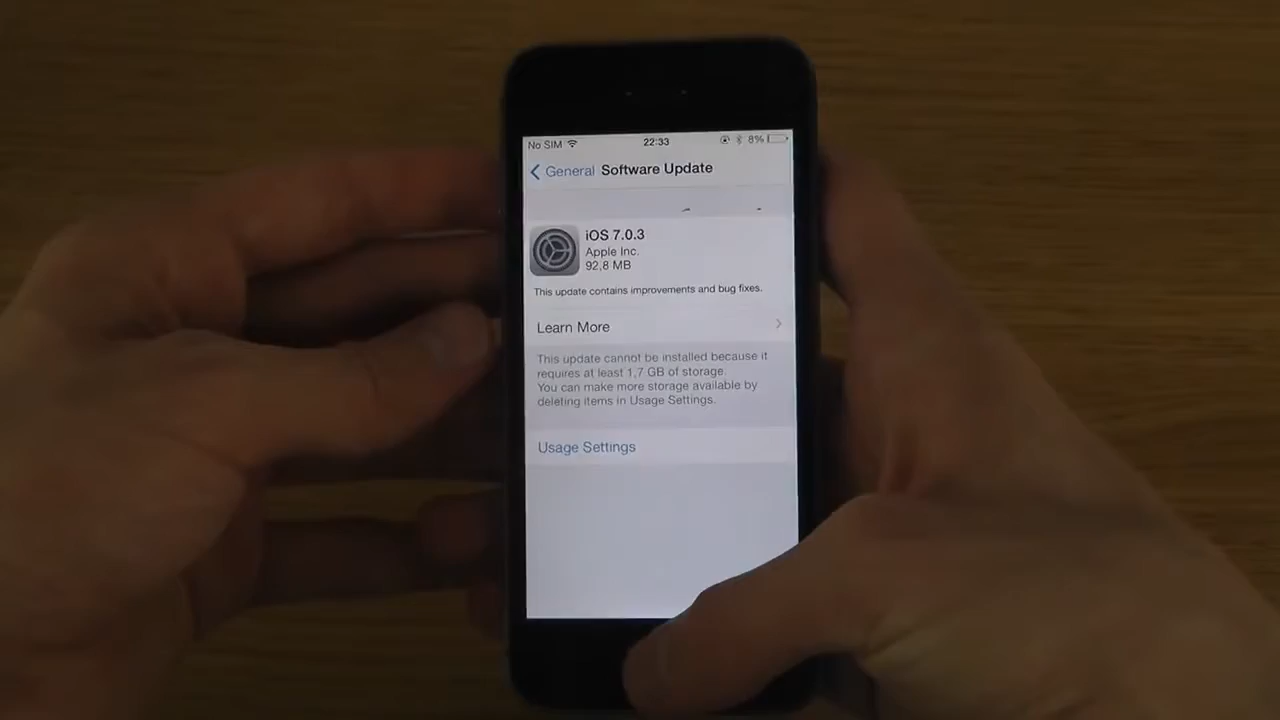 No SIM 22:33 8%
General Software Update
iOS 7.0.3
Apple Inc.
92,8 MB
This update contains improvements and bug fixes.
Learn More
This update cannot be installed because it
requires at least 1,7 GB of storage.
You can make more storage available by
deleting items in Usage Settings.
Usage Settings